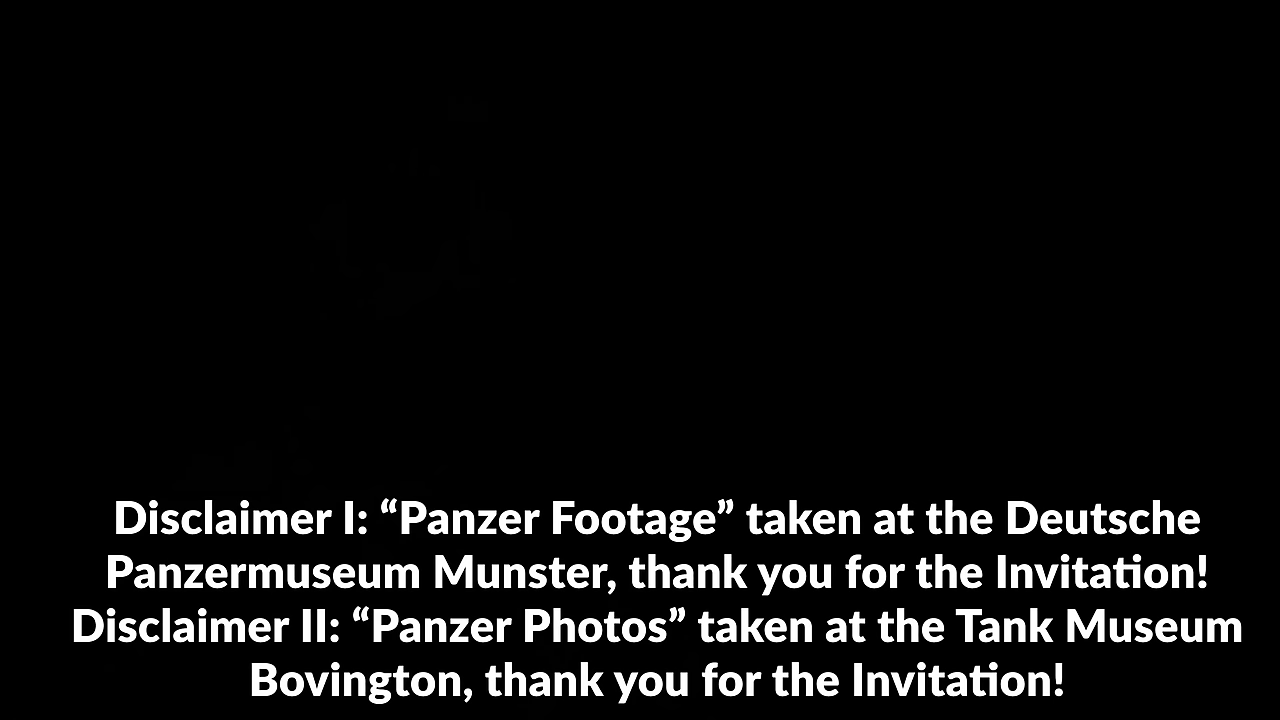 Disclaimer I: “Panzer Footage” taken at the Deutsche
Panzermuseum Munster, thank you for the Invitation!
Disclaimer II: “Panzer Photos” taken at the Tank Museum
Bovington, thank you for the Invitation!